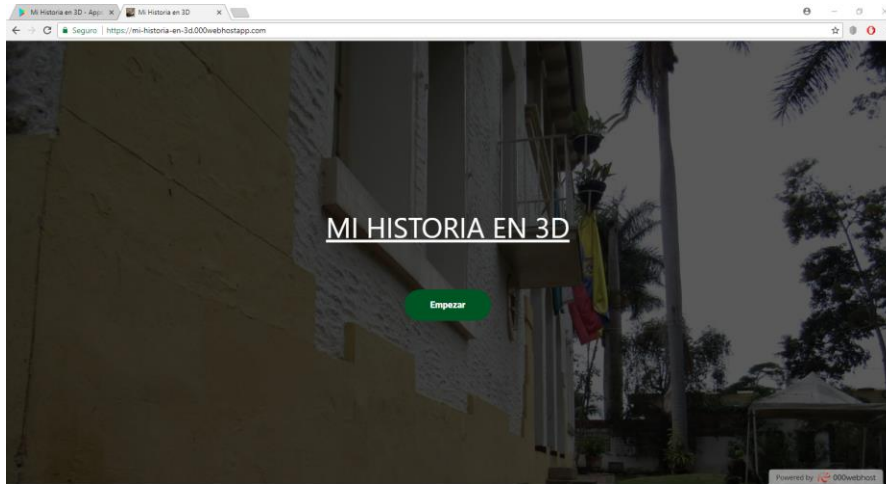 Mi Historia en 3D - Appr
Mi Historia en 3D
Seguro | https://mi-historia-en-3d.000webhostapp.com
MI HISTORIA EN 3D
Empezar
Powered by 000webhost